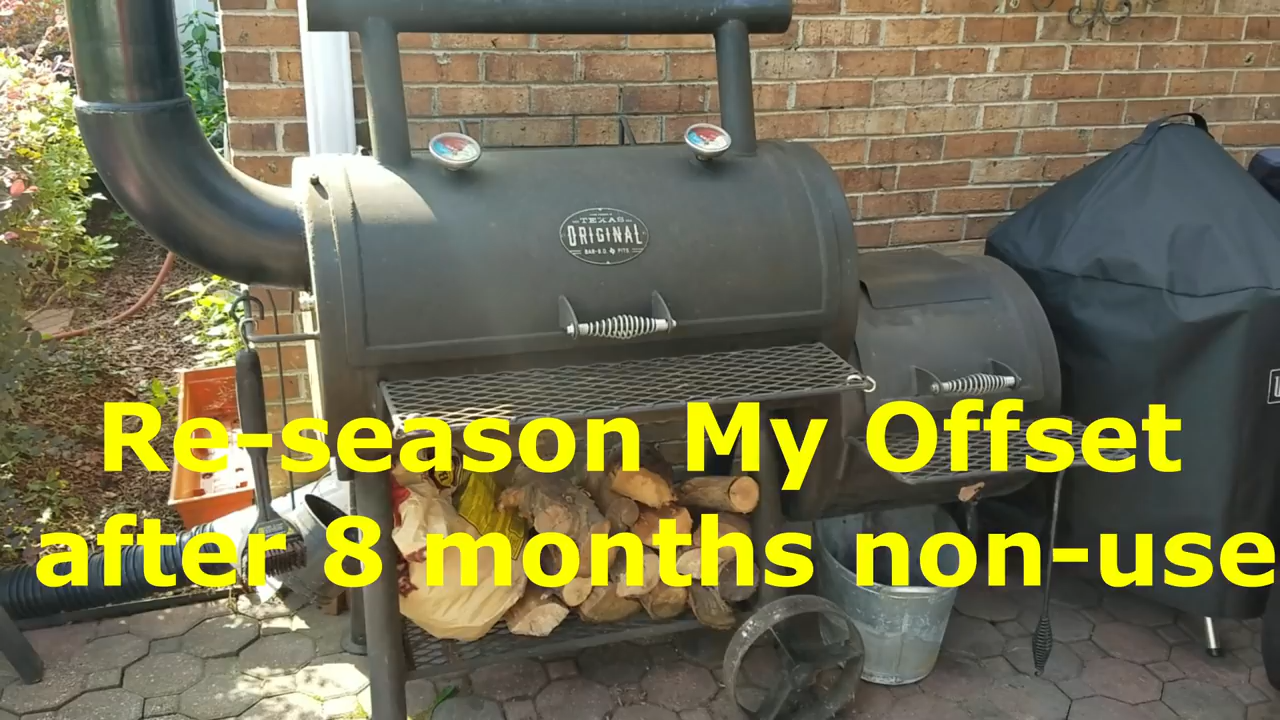 TEXAS
ORIGINAL
BAR-B-Q PITS
Re-season My Offset
after 8 months non-use